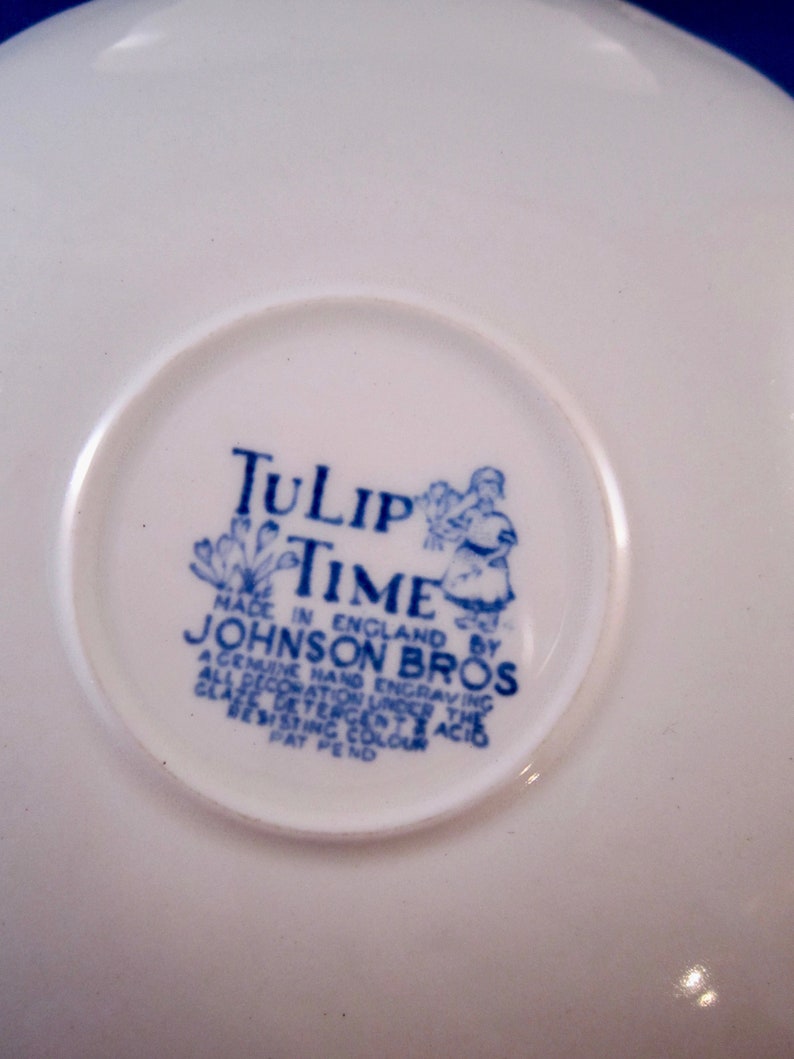 TULIP
TIME
MADE IN ENGLAND BY
JOHNSON BROS
A GENUINE HAND ENGRAVING
ALL DECORATION UNDER THE
GLAZE DETERGENT & ACID
RESISTING COLOUR
PAT PEND